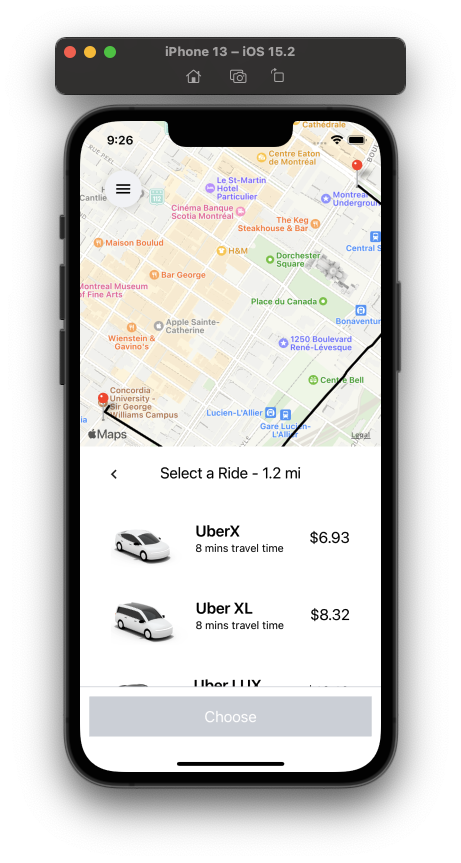 iPhone 13 – iOS 15.2
9:26
Cathédrale
RUE PEEL
BOUL
Centre Eaton
de Montréal
Le St-Martin
Hotel
Particulier
Cantlie
Montreal
Undergroun
Cinéma Banque
Scotia Montréal
The Keg
Steakhouse & Bar
Central S
Maison Boulud
H&M
Dorchester
Square
Bar George
Montreal Museum
of Fine Arts
Place du Canada
Bonaventur
Apple Sainte-
Catherine
Wienstein &
Gavino's
1250 Boulevard
René-Lévesque
Centre Bell
Concordia
University -
Sir George
Williams Campus
ia
Lucien-L'Allier
Gare Lucien-
L'Allier
Maps
Legal
Select a Ride - 1.2 mi
UberX
8 mins travel time
$6.93
Uber XL
8 mins travel time
$8.32
Uber LUX
Choose